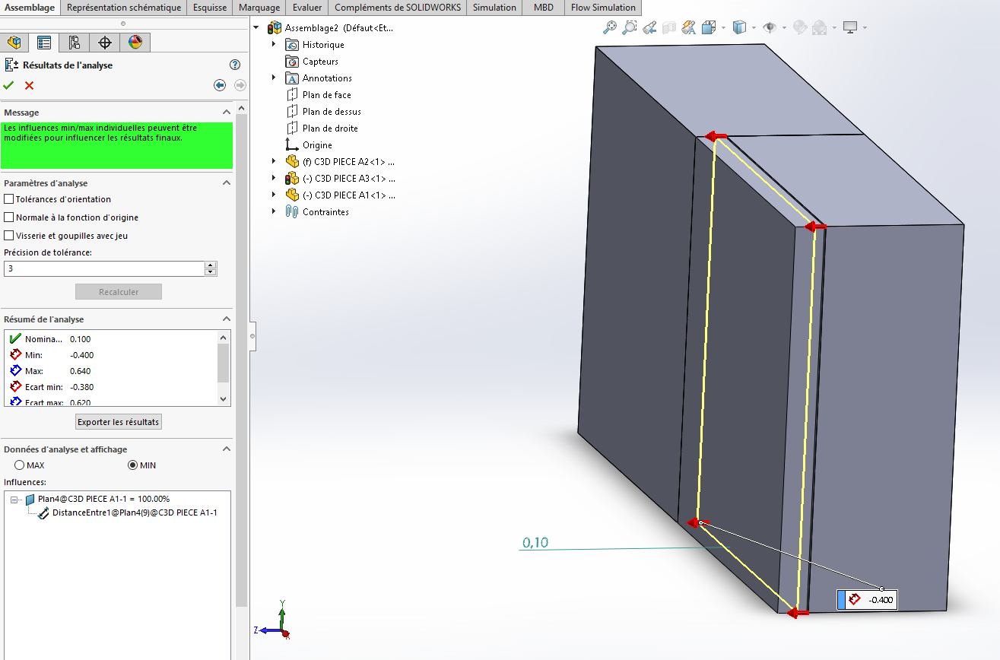 Assemblage Représentation schématique Esquisse Marquage Evaluer Compléments de SOLIDWORKS Simulation MBD Flow Simulation
Résultats de l'analyse
Message
Les influences min/max individuelles peuvent être
modifiées pour influencer les résultats finaux.
Paramètres d'analyse
Tolérances d'orientation
Normale à la fonction d'origine
Visserie et goupilles avec jeu
Précision de tolérance:
3
Recalculer
Résumé de l'analyse
Nomina... 0.100
Min: -0.400
Max: 0.640
Ecart min: -0.380
Ecart max: 0.620
Exporter les résultats
Données d'analyse et affichage
MAX MIN
Influences:
Plan4@C3D PIECE A1-1 = 100.00%
DistanceEntre1@Plan4(9)@C3D PIECE A1-1
Assemblage2 (Défaut<Et...
Historique
Capteurs
A Annotations
Plan de face
Plan de dessus
Plan de droite
Origine
(f) C3D PIECE A2<1> ...
(-) C3D PIECE A3<1> ...
(-) C3D PIECE A1<1> ...
Contraintes
0,10
-0.400
Y
Z
X